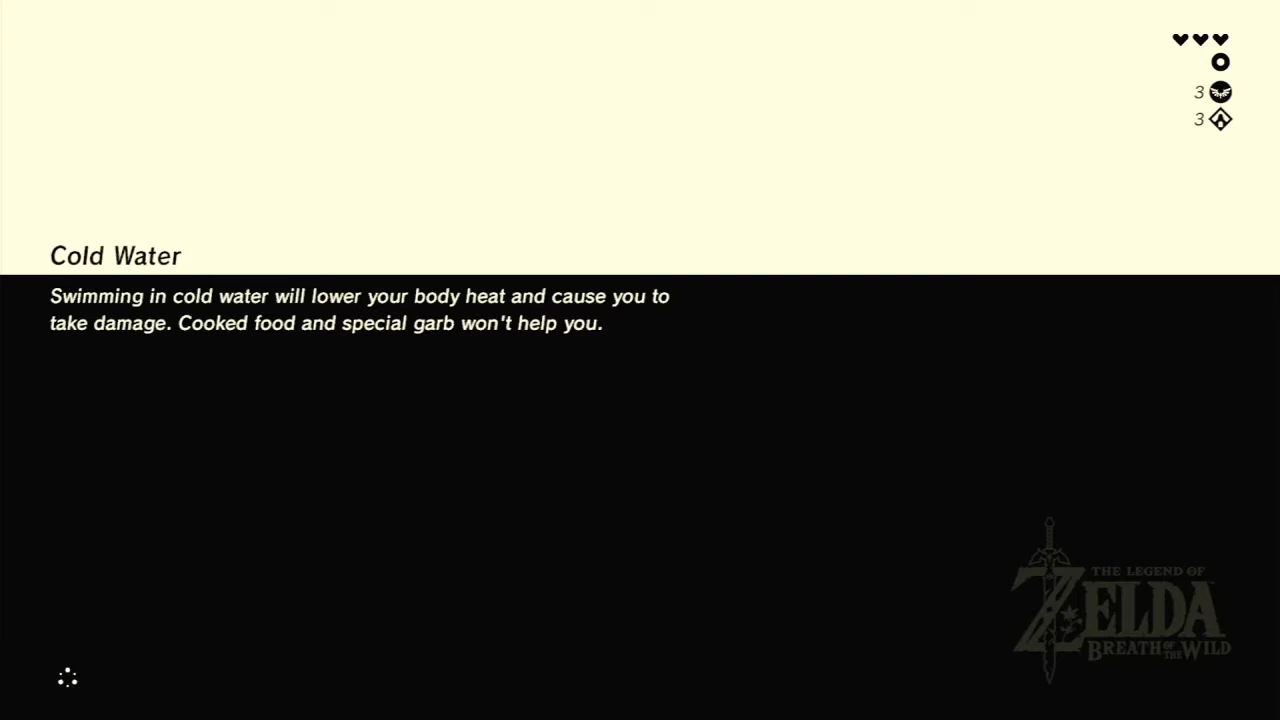 3
3
Cold Water
Swimming in cold water will lower your body heat and cause you to
take damage. Cooked food and special garb won't help you.
THE LEGEND OF
ZELDA
BREATH OF THE WILD